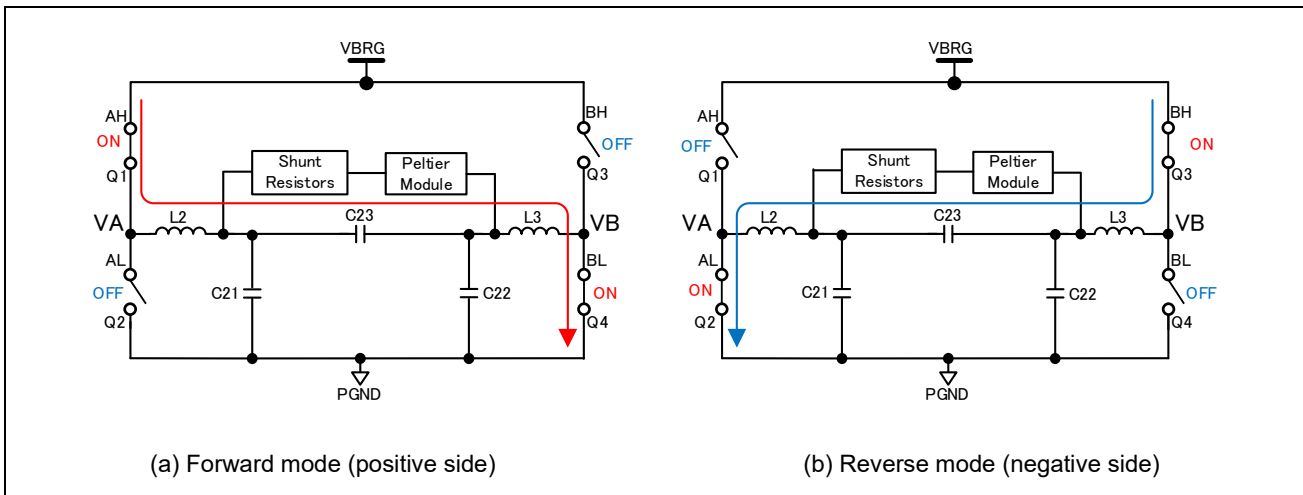 VBRG
AH
ON
Q1
BH
OFF
Q3
Shunt
Resistors
Peltier
Module
VA
L2
C23
L3
VB
AL
OFF
Q2
C21
C22
BL
ON
Q4
PGND
(a) Forward mode (positive side)
VBRG
AH
OFF
Q1
BH
ON
Q3
Shunt
Resistors
Peltier
Module
VA
L2
C23
L3
VB
AL
ON
Q2
C21
C22
BL
OFF
Q4
PGND
(b) Reverse mode (negative side)